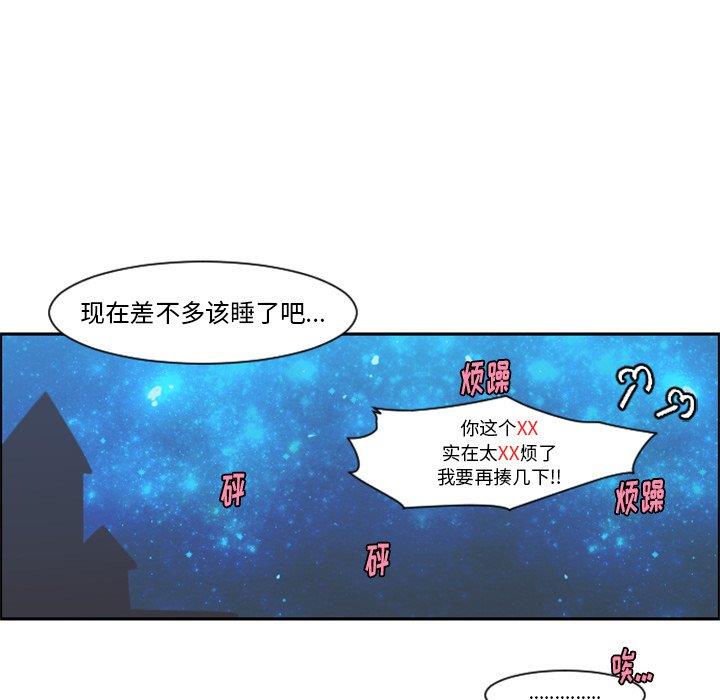 现在差不多该睡了吧...
烦躁
你这个XX
实在太XX烦了
我要再揍几下!!
砰
烦躁
砰
唉...
...............